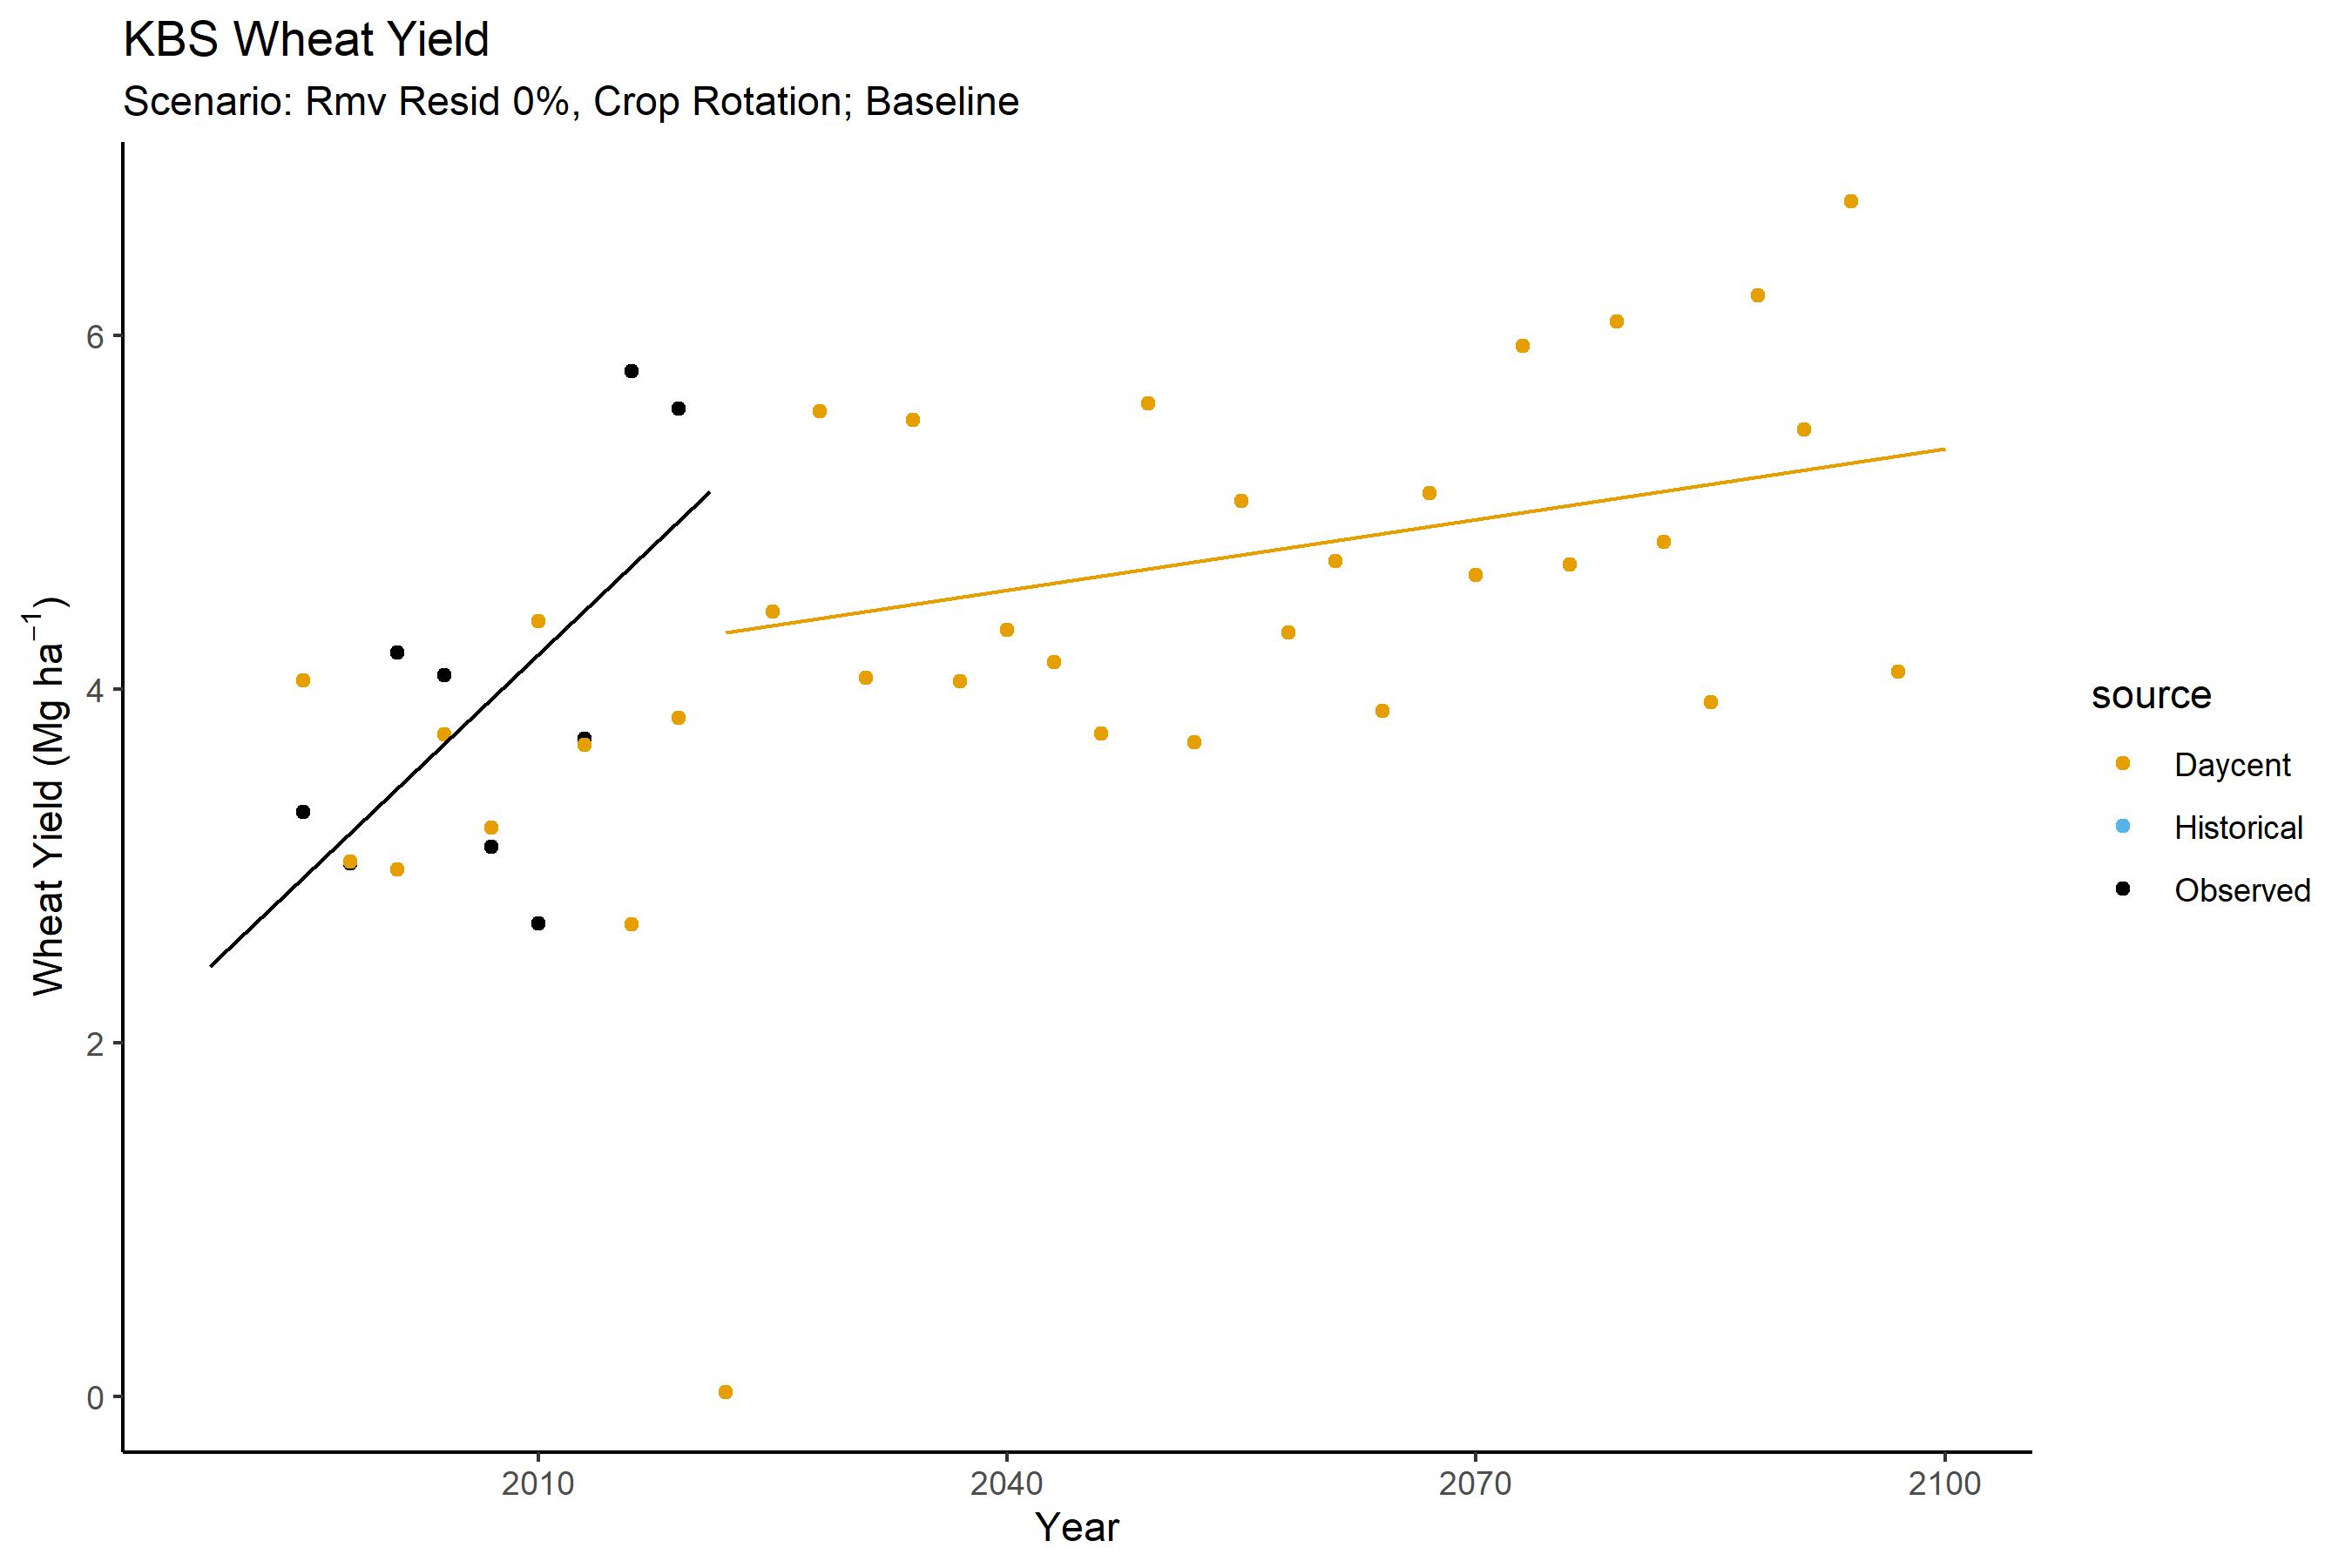 KBS Wheat Yield
Scenario: Rmv Resid 0%, Crop Rotation; Baseline
Wheat Yield (Mg ha⁻¹)
6
4
2
0
2010
2040
2070
2100
Year
source
Daycent
Historical
Observed